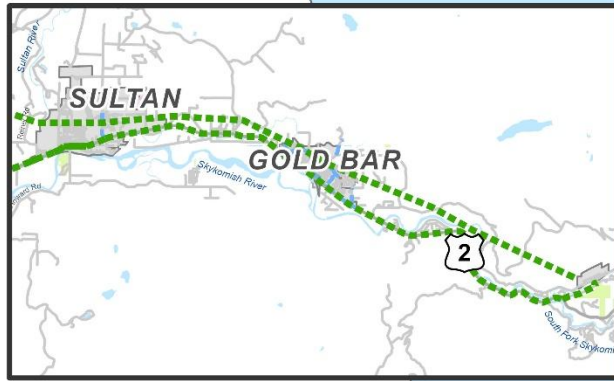 Sultan River
SULTAN
GOLD BAR
Skykomish River
2
South Fork Skykomi